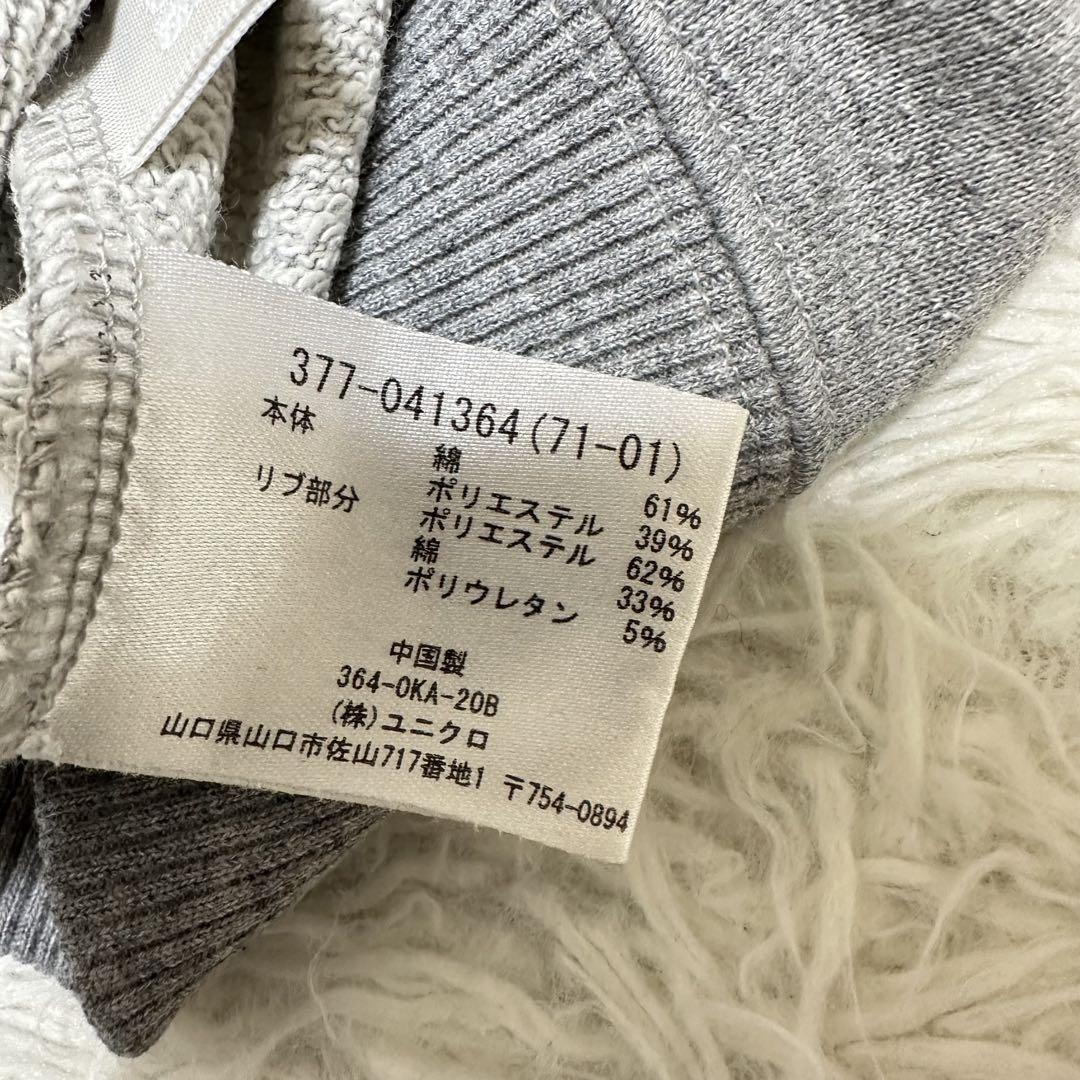 377-041364(71-01)
本体 綿 61%
ポリエステル 39%
リブ部分 ポリエステル 62%
綿 33%
ポリウレタン 5%
中国製
364-OKA-20B
(株)ユニクロ
山口県山口市佐山717番地1 〒754-0894